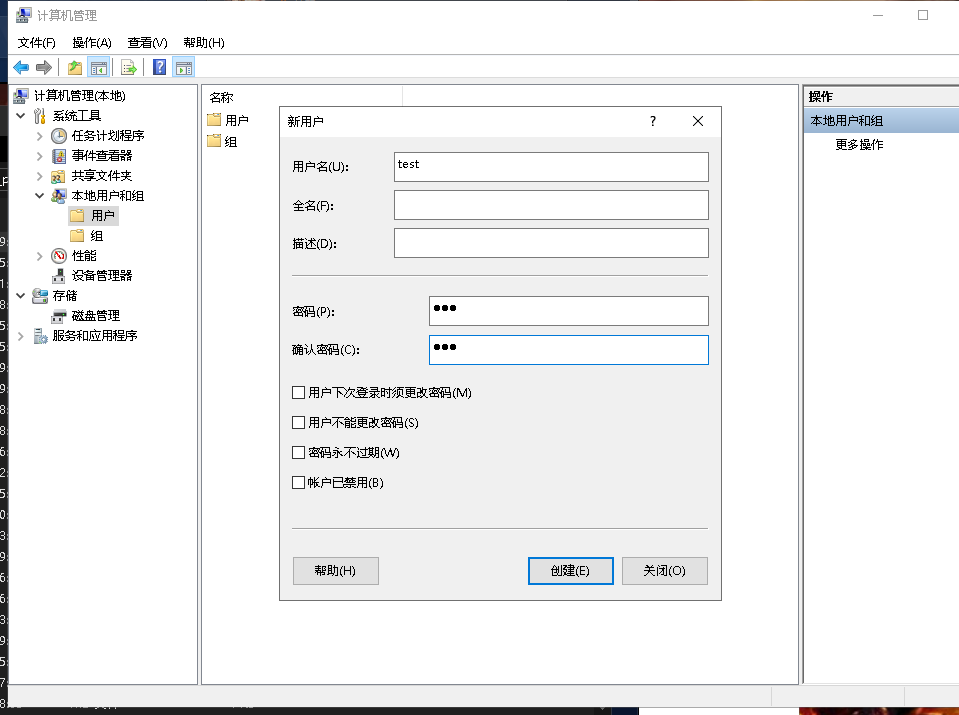 计算机管理
文件(F) 操作(A) 查看(V) 帮助(H)
计算机管理(本地)
系统工具
任务计划程序
事件查看器
共享文件夹
本地用户和组
用户
组
性能
设备管理器
存储
磁盘管理
服务和应用程序
名称
用户
组
新用户
?
用户名(U):
test
全名(F):
描述(D):
密码(P):
●●●
确认密码(C):
●●●
用户下次登录时须更改密码(M)
用户不能更改密码(S)
密码永不过期(W)
帐户已禁用(B)
帮助(H)
创建(E)
关闭(O)
操作
本地用户和组
更多操作